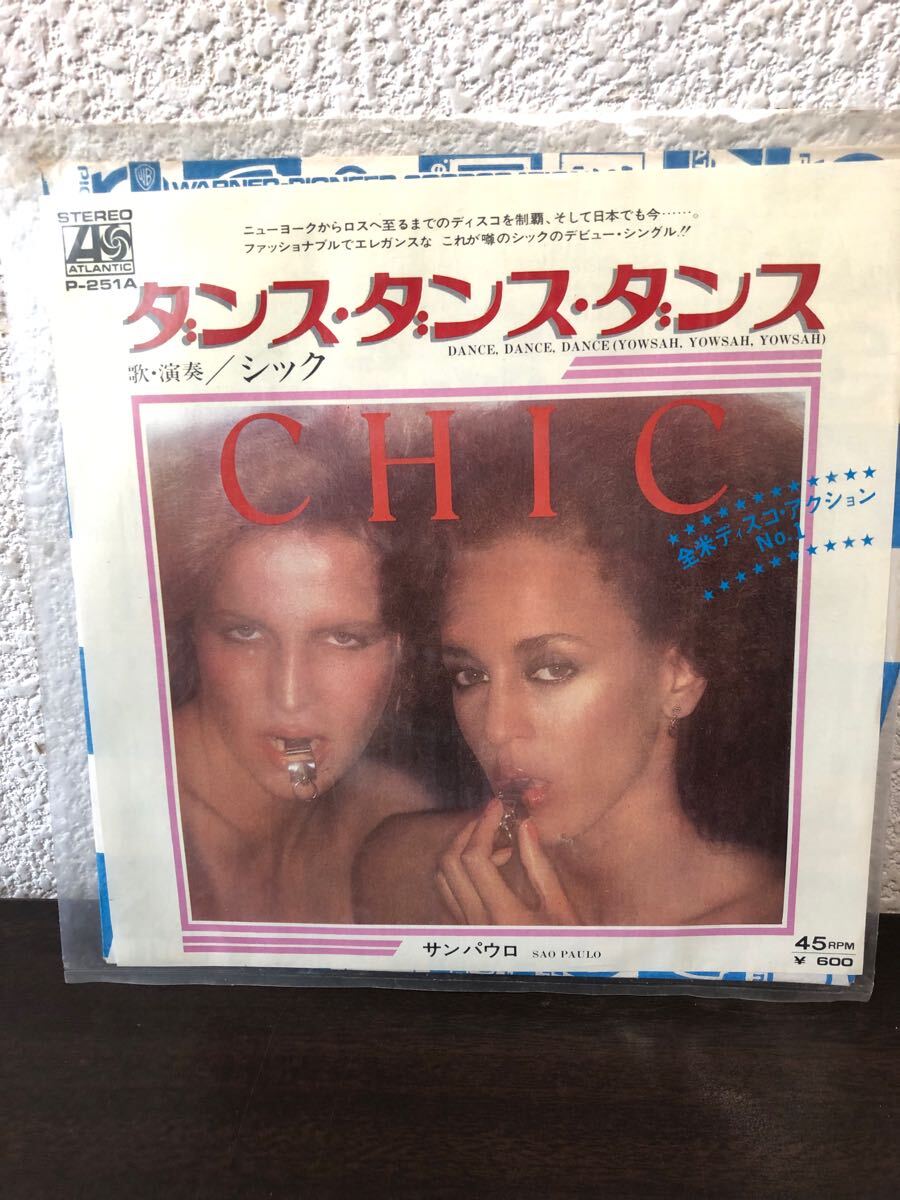 WARNER-PIONEER CORPORATION
STEREO
ATLANTIC
P-251A
ニューヨークからロスへ至るまでのディスコを制覇、そして日本でも今……。
ファッショナブルでエレガンスな これが噂のシックのデビュー・シングル!!
ダンス・ダンス・ダンス
DANCE, DANCE, DANCE (YOWSAH, YOWSAH, YOWSAH)
歌・演奏／シック
CHIC
全米ディスコ・アクション
No.1
サンパウロ SAO PAULO
45RPM
¥ 600